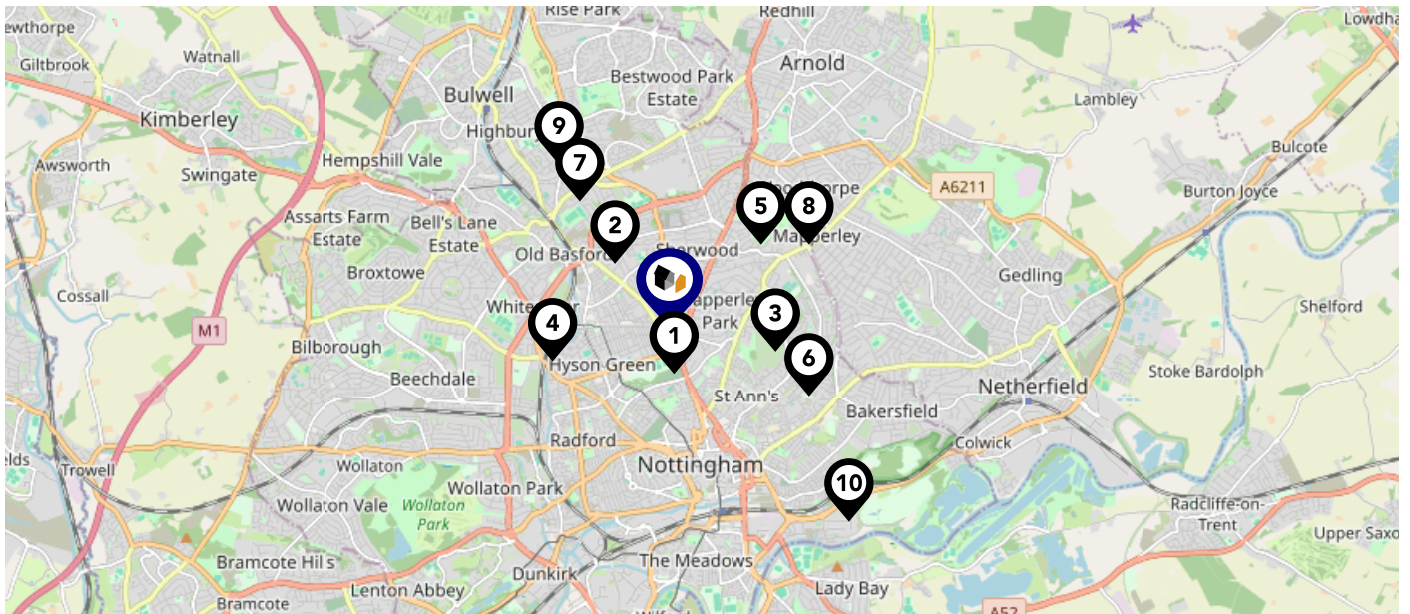 Rise Park
Redhill
Lowdha
ewthorpe
Giltbrook
Watnall
Arnold
Bestwood Park
Estate
Bulwell
Lambley
Kimberley
9
Highbur
Bulcote
Awsworth
Hempshill Vale
7
Swingate
A6211
Burton Joyce
5
8
Assarts Farm
Estate
Bell's Lane
Estate
2
Mapperley
Old Basford
Sherwood
Broxtowe
Gedling
Cossall
Shelford
White
apperle
Park
3
4
1
M1
Bilborough
Hyson Green
6
Stoke Bardolph
Beechdale
Netherfield
St Ann's
Bakersfield
Radford
Colwick
elds
Trowell
Wollaton
Nottingham
10
Wollaton Park
Wollaton Vale
Wollaton
Park
Radcliffe-on-
Trent
Upper Saxo
Bramcote Hills
The Meadows
Dunkirk
Lenton Abbey
Lady Bay
Bramcote
A52